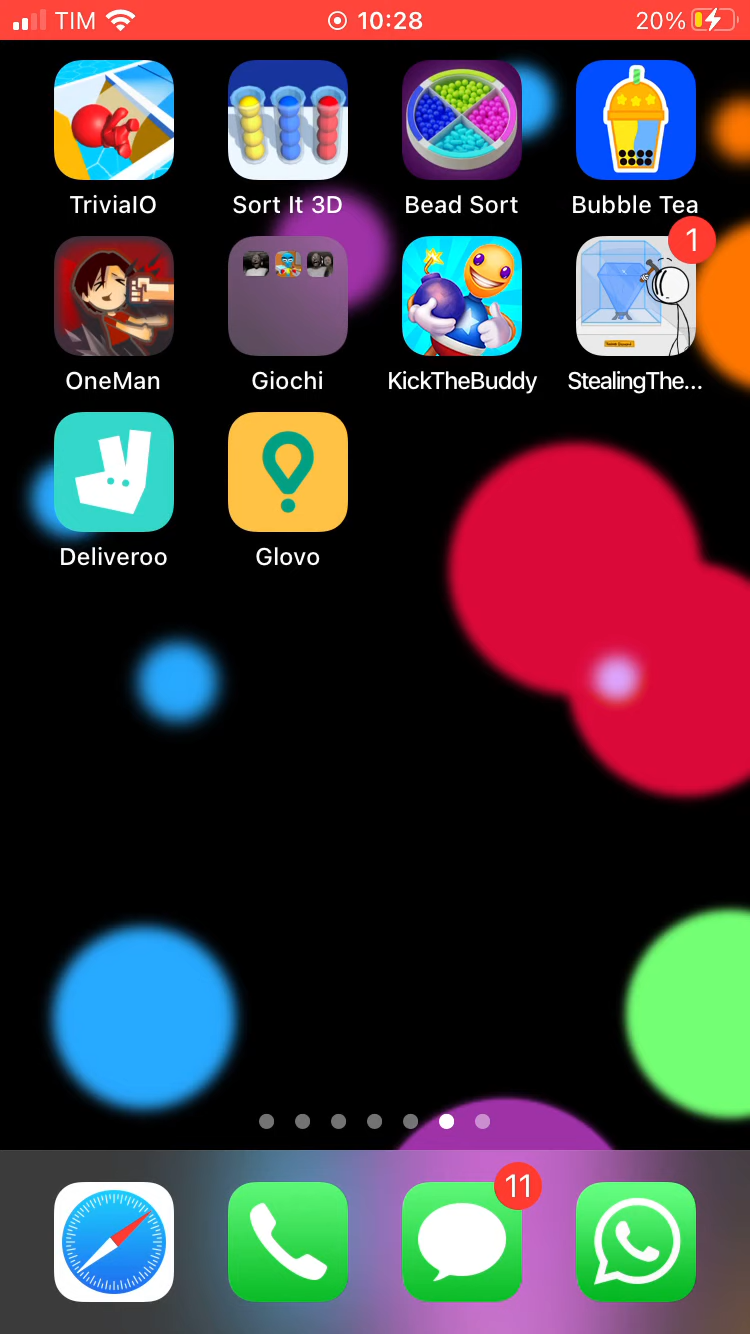 TIM 10:28 20%
TrivialO Sort It 3D Bead Sort Bubble Tea
1
OneMan Giochi KickTheBuddy StealingThe...
Deliveroo Glovo
11